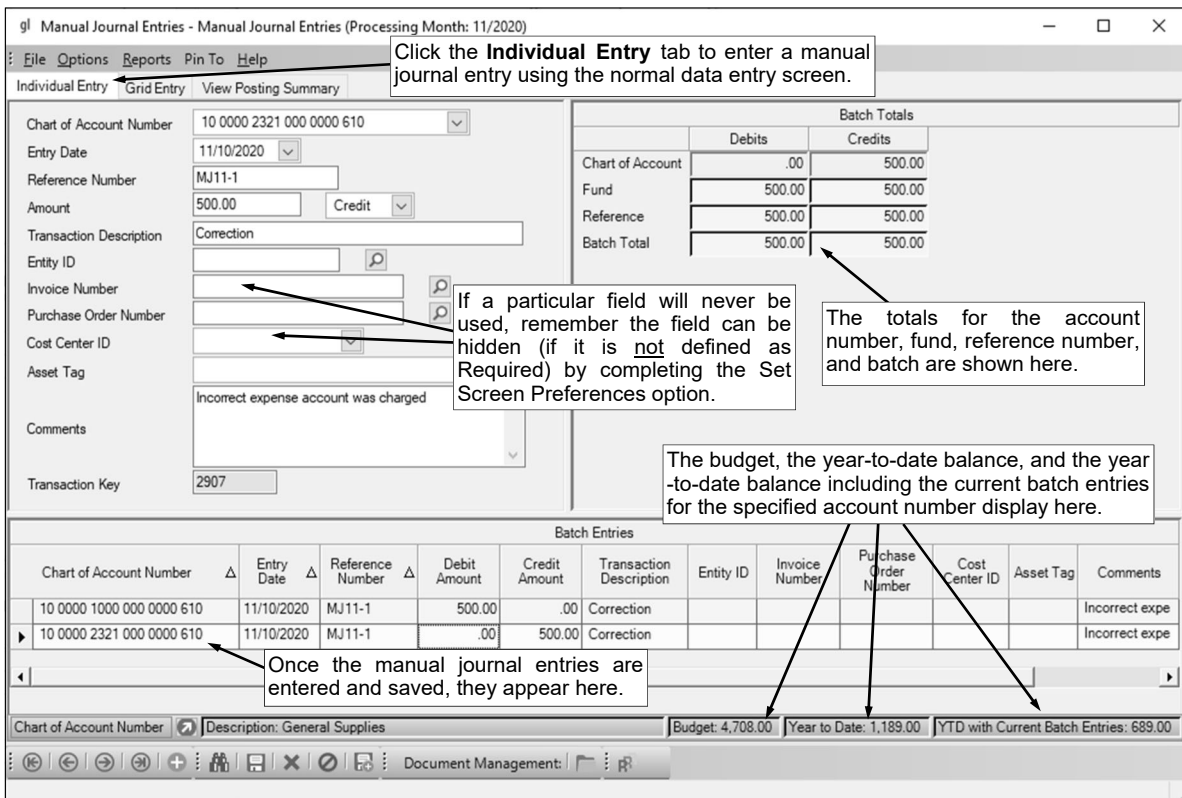 gl Manual Journal Entries - Manual Journal Entries (Processing Month: 11/2020)
File Options Reports Pin To Help
Click the Individual Entry tab to enter a manual
journal entry using the normal data entry screen.
Individual Entry Grid Entry View Posting Summary
Chart of Account Number 10 0000 2321 000 0000 610
Entry Date 11/10/2020
Reference Number MJ11-1
Amount 500.00 Credit
Transaction Description Correction
Entity ID
Invoice Number
Purchase Order Number
Cost Center ID
Asset Tag
Comments Incorrect expense account was charged
Transaction Key 2907
Batch Totals
Debits Credits
Chart of Account .00 500.00
Fund 500.00 500.00
Reference 500.00 500.00
Batch Total 500.00 500.00
If a particular field will never be
used, remember the field can be
hidden (if it is not defined as
Required) by completing the Set
Screen Preferences option.
The totals for the account
number, fund, reference number,
and batch are shown here.
The budget, the year-to-date balance, and the year
-to-date balance including the current batch entries
for the specified account number display here.
Batch Entries
Chart of Account Number Entry Date Reference Number Debit Amount Credit Amount Transaction Description Entity ID Invoice Number Purchase Order Number Cost Center ID Asset Tag Comments
10 0000 1000 000 0000 610 11/10/2020 MJ11-1 500.00 .00 Correction Incorrect expe
10 0000 2321 000 0000 610 11/10/2020 MJ11-1 .00 500.00 Correction Incorrect expe
Once the manual journal entries are
entered and saved, they appear here.
Chart of Account Number Description: General Supplies Budget: 4,708.00 Year to Date: 1,189.00 YTD with Current Batch Entries: 689.00
Document Management: